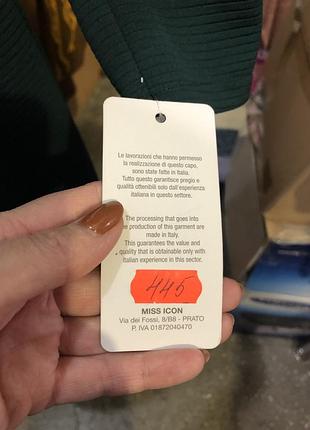 Le lavorazioni che hanno permesso
la realizzazione di questo capo,
sono state fatte in Italia.
Tutto questo garantisce pregio e
qualità ottenibili solo dall'esperienza
italiana in questo settore.
The processing that goes into
the production of this garment are
made in Italy.
This guarantees the value and
quality that is obtainable only with
Italian experience in this sector.
445
MISS ICON
Via dei Fossi, 8/B8 - PRATO
P. IVA 01872040470